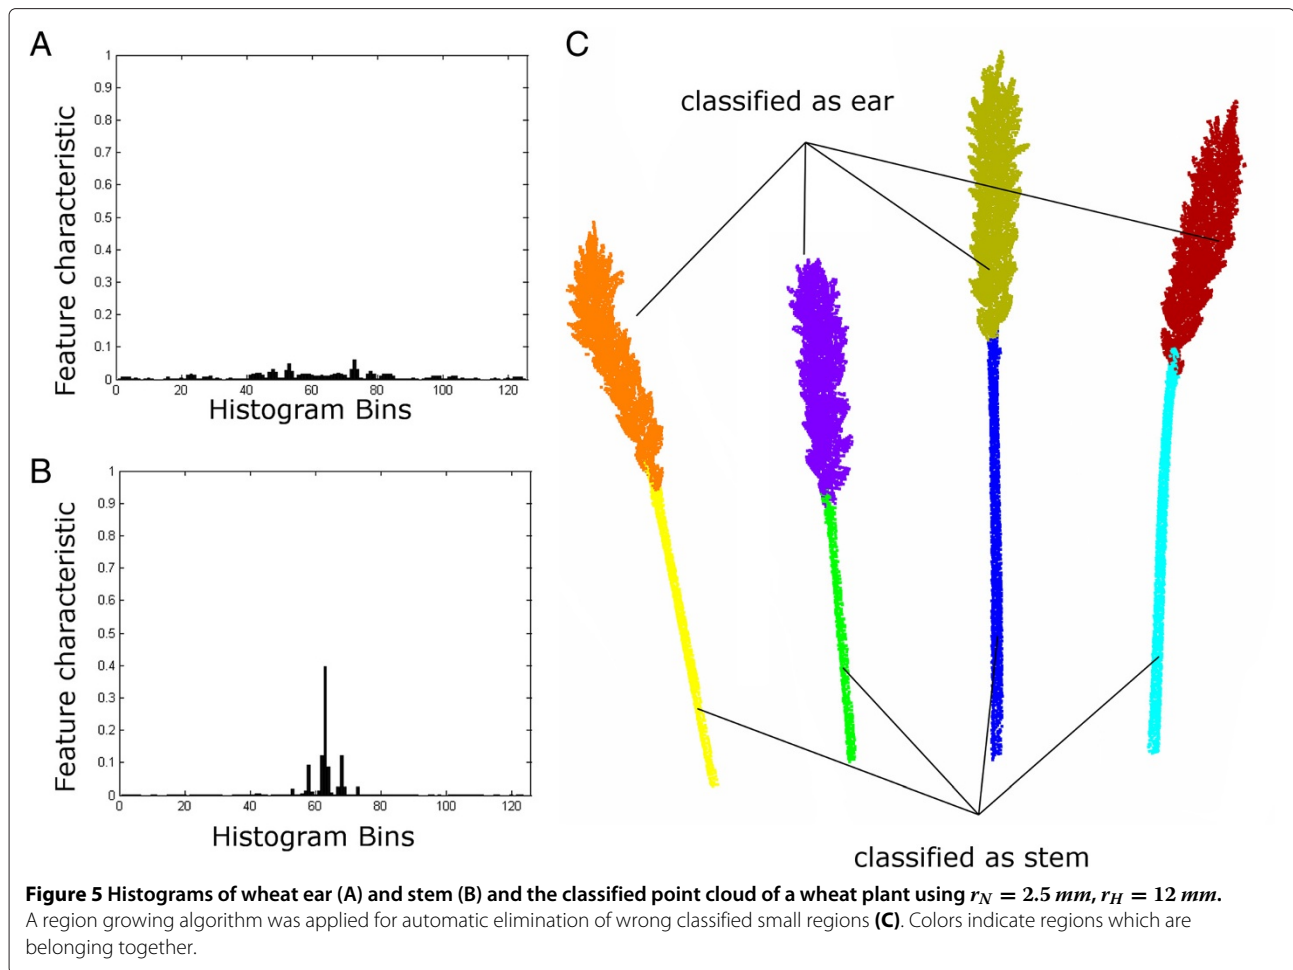 A
1
0.9
0.8
0.7
0.6
0.5
0.4
0.3
0.2
0.1
0
0 20 40 60 80 100 120
Feature characteristic
Histogram Bins
B
1
0.9
0.8
0.7
0.6
0.5
0.4
0.3
0.2
0.1
0
0 20 40 60 80 100 120
Feature characteristic
Histogram Bins
C
classified as ear
classified as stem
Figure 5 Histograms of wheat ear (A) and stem (B) and the classified point cloud of a wheat plant using r_N = 2.5 mm, r_H = 12 mm.
A region growing algorithm was applied for automatic elimination of wrong classified small regions (C). Colors indicate regions which are
belonging together.